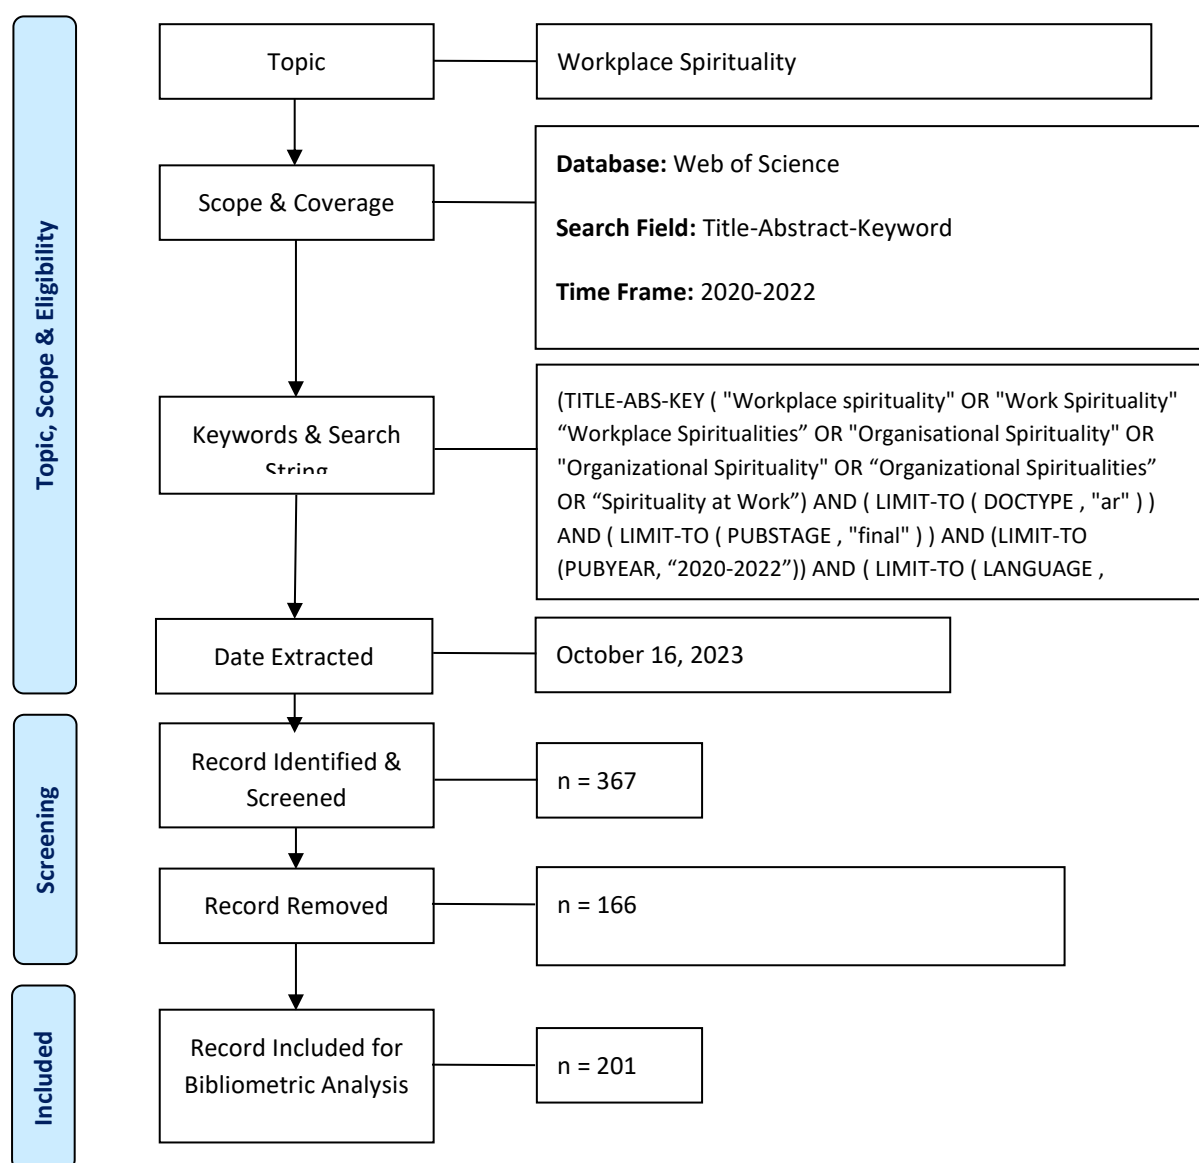 Topic, Scope & Eligibility
Topic
Workplace Spirituality
Scope & Coverage
Database: Web of Science
Search Field: Title-Abstract-Keyword
Time Frame: 2020-2022
Keywords & Search
String
(TITLE-ABS-KEY ( "Workplace spirituality" OR "Work Spirituality"
“Workplace Spiritualities” OR "Organisational Spirituality" OR
"Organizational Spirituality" OR “Organizational Spiritualities”
OR “Spirituality at Work”) AND ( LIMIT-TO ( DOCTYPE , "ar" ) )
AND ( LIMIT-TO ( PUBSTAGE , "final" ) ) AND (LIMIT-TO
(PUBYEAR, “2020-2022”)) AND ( LIMIT-TO ( LANGUAGE ,
Date Extracted
October 16, 2023
Screening
Record Identified &
Screened
n = 367
Record Removed
n = 166
Included
Record Included for
Bibliometric Analysis
n = 201